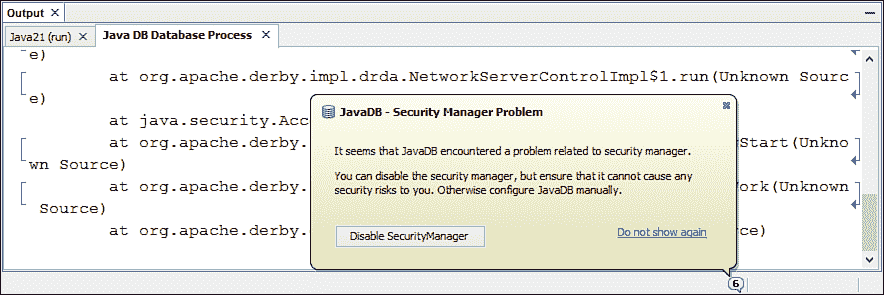 Output
Java21 (run)
Java DB Database Process
e)
at org.apache.derby.impl.drda.NetworkServerControlImpl$1.run(Unknown Sourc
e)
at java.security.Acc
at org.apache.derby. Start(Unkno
wn Source)
at org.apache.derby. ork(Unknown
Source)
at org.apache.derby. rce)
JavaDB - Security Manager Problem
It seems that JavaDB encountered a problem related to security manager.
You can disable the security manager, but ensure that it cannot cause any
security risks to you. Otherwise configure JavaDB manually.
Disable SecurityManager
Do not show again
6